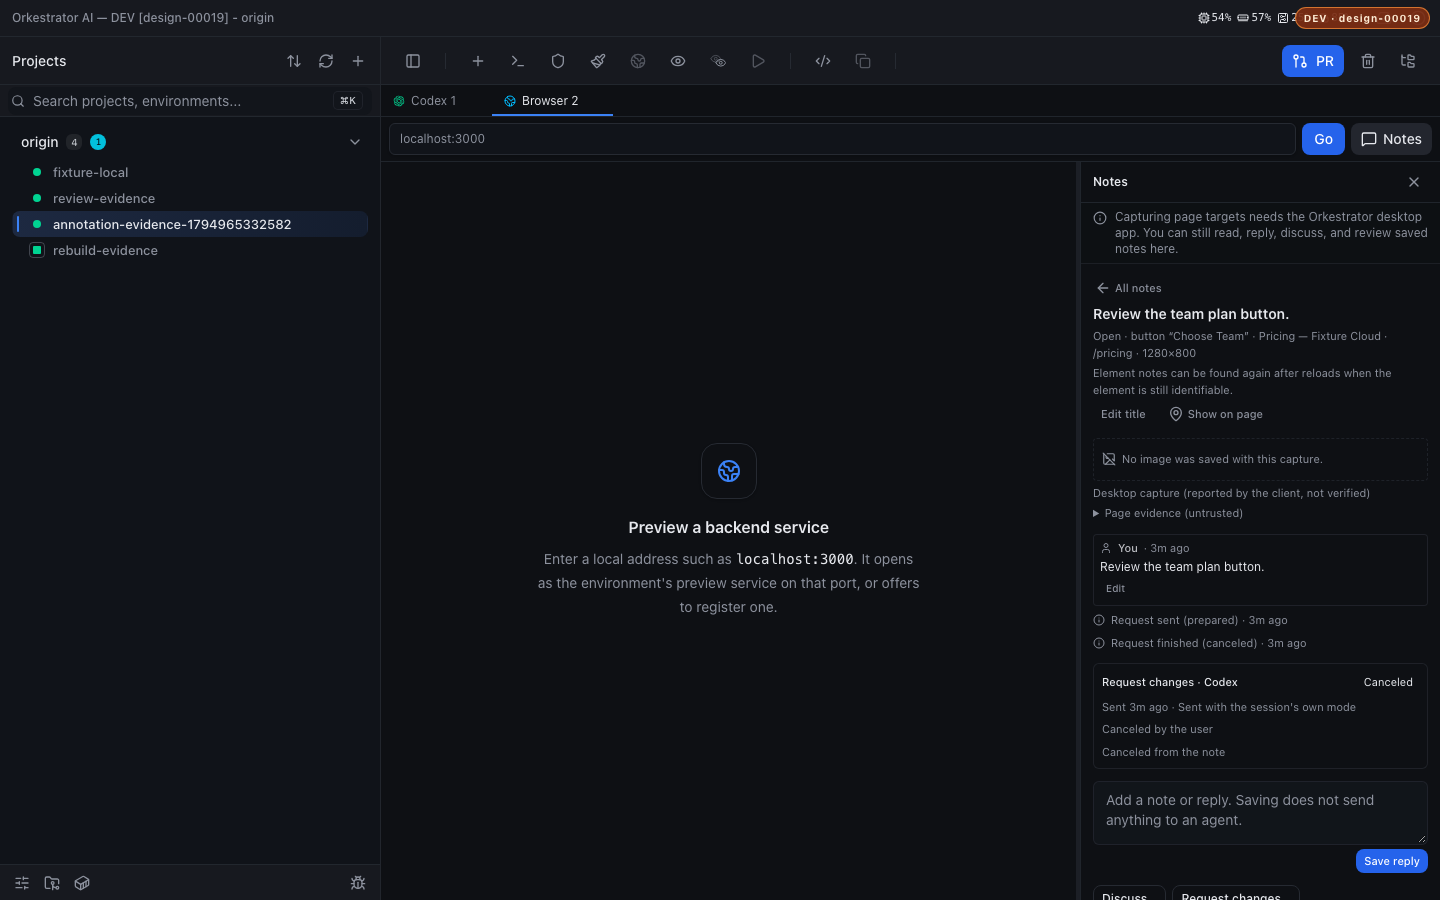 Orkestrator AI — DEV [design-00019] - origin
54% 57% 2
DEV · design-00019
Projects
PR
Search projects, environments...
⌘K
Codex 1
Browser 2
localhost:3000
Go
Notes
origin 4 1
fixture-local
review-evidence
annotation-evidence-1794965332582
rebuild-evidence
Preview a backend service
Enter a local address such as localhost:3000. It opens
as the environment's preview service on that port, or offers
to register one.
Notes
Capturing page targets needs the Orkestrator desktop
app. You can still read, reply, discuss, and review saved
notes here.
All notes
Review the team plan button.
Open · button “Choose Team” · Pricing — Fixture Cloud ·
/pricing · 1280×800
Element notes can be found again after reloads when the
element is still identifiable.
Edit title
Show on page
No image was saved with this capture.
Desktop capture (reported by the client, not verified)
Page evidence (untrusted)
You · 3m ago
Review the team plan button.
Edit
Request sent (prepared) · 3m ago
Request finished (canceled) · 3m ago
Request changes · Codex
Canceled
Sent 3m ago · Sent with the session's own mode
Canceled by the user
Canceled from the note
Add a note or reply. Saving does not send
anything to an agent.
Save reply
Discuss…
Request changes…